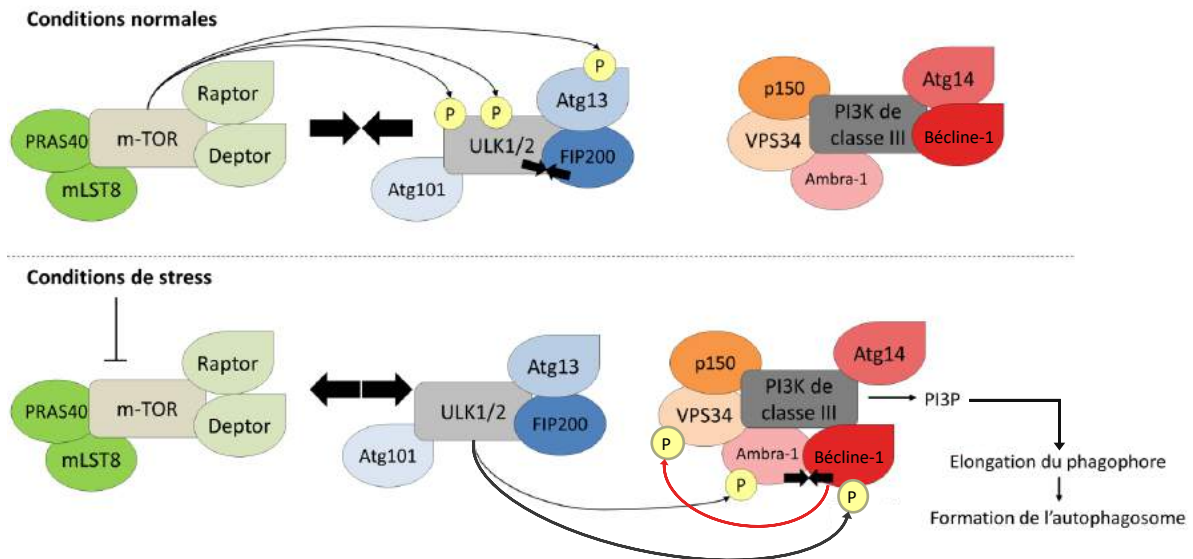 Conditions normales
P
Raptor
P
P
Atg13
p150
Atg14
PRAS40
m-TOR
Deptor
ULK1/2
FIP200
VPS34
PI3K de
classe III
Bécline-1
mLST8
Atg101
Ambra-1
Conditions de stress
Raptor
Atg13
p150
Atg14
PRAS40
m-TOR
Deptor
ULK1/2
FIP200
VPS34
PI3K de
classe III
PI3P
mLST8
Atg101
P
Ambra-1
Bécline-1
P
P
Elongation du phagophore
Formation de l'autophagosome